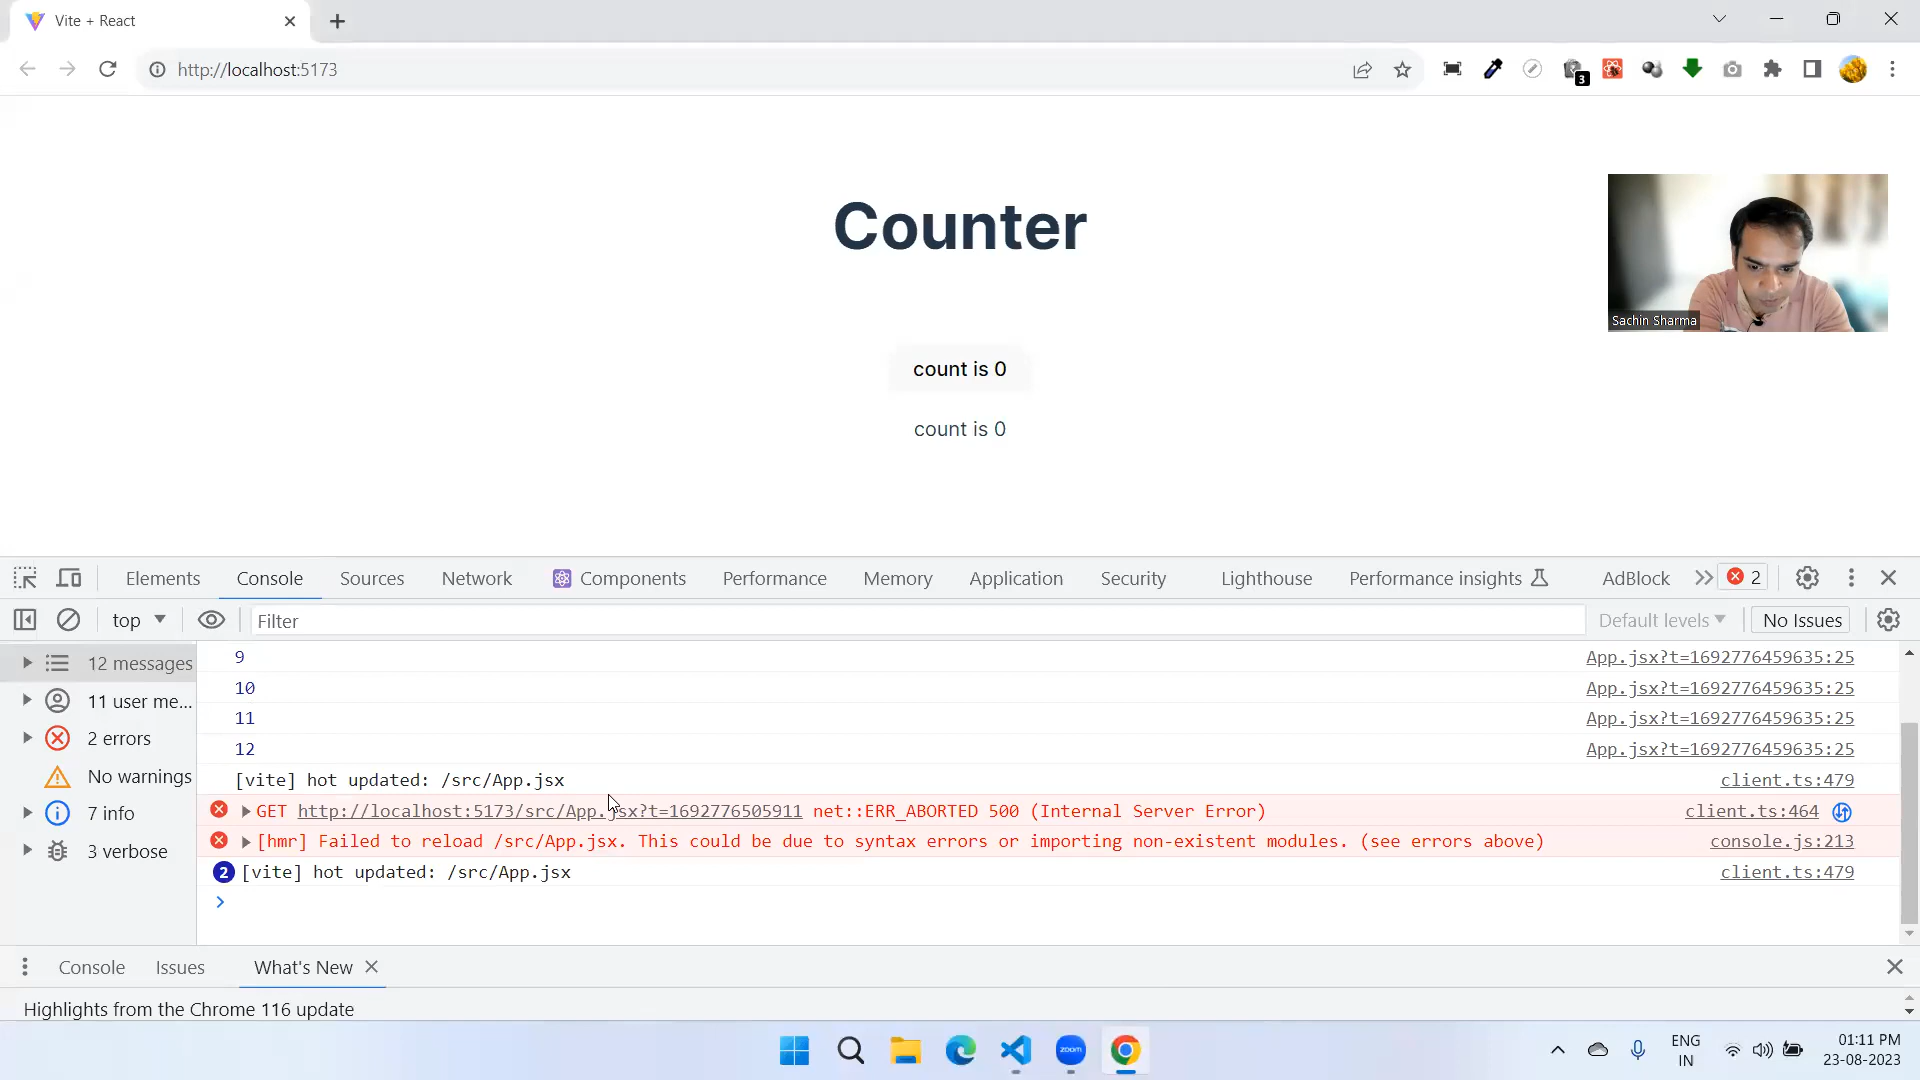 Vite + React
http://localhost:5173
3
Counter
count is 0
count is 0
Sachin Sharma
Elements Console Sources Network Components Performance Memory Application Security Lighthouse Performance insights AdBlock 2
top Filter Default levels No Issues
12 messages
11 user me...
2 errors
No warnings
7 info
3 verbose
9 App.jsx?t=1692776459635:25
10 App.jsx?t=1692776459635:25
11 App.jsx?t=1692776459635:25
12 App.jsx?t=1692776459635:25
[vite] hot updated: /src/App.jsx client.ts:479
GET http://localhost:5173/src/App.jsx?t=1692776505911 net::ERR_ABORTED 500 (Internal Server Error) client.ts:464
[hmr] Failed to reload /src/App.jsx. This could be due to syntax errors or importing non-existent modules. (see errors above) console.js:213
2 [vite] hot updated: /src/App.jsx client.ts:479
Console Issues What's New
Highlights from the Chrome 116 update
zoom
ENG
IN
01:11 PM
23-08-2023